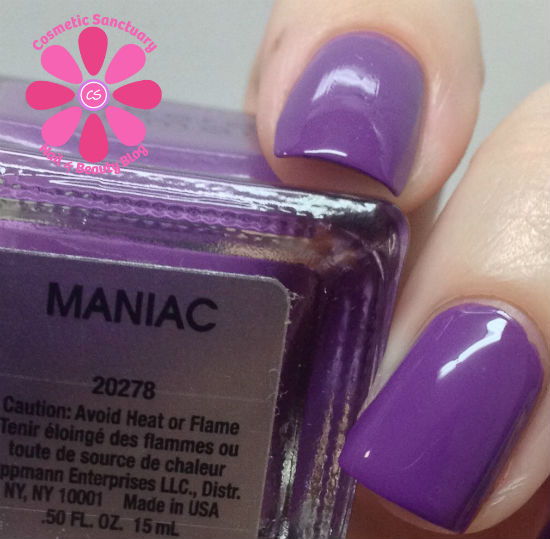 Cosmetic Sanctuary
CS
Nail & Beauty Blog
MANIAC
20278
Caution: Avoid Heat or Flame
Tenir éloingé des flammes ou
toute de source de chaleur
ppmann Enterprises LLC., Distr.
NY, NY 10001 Made in USA
.50 FL. OZ. 15 mL